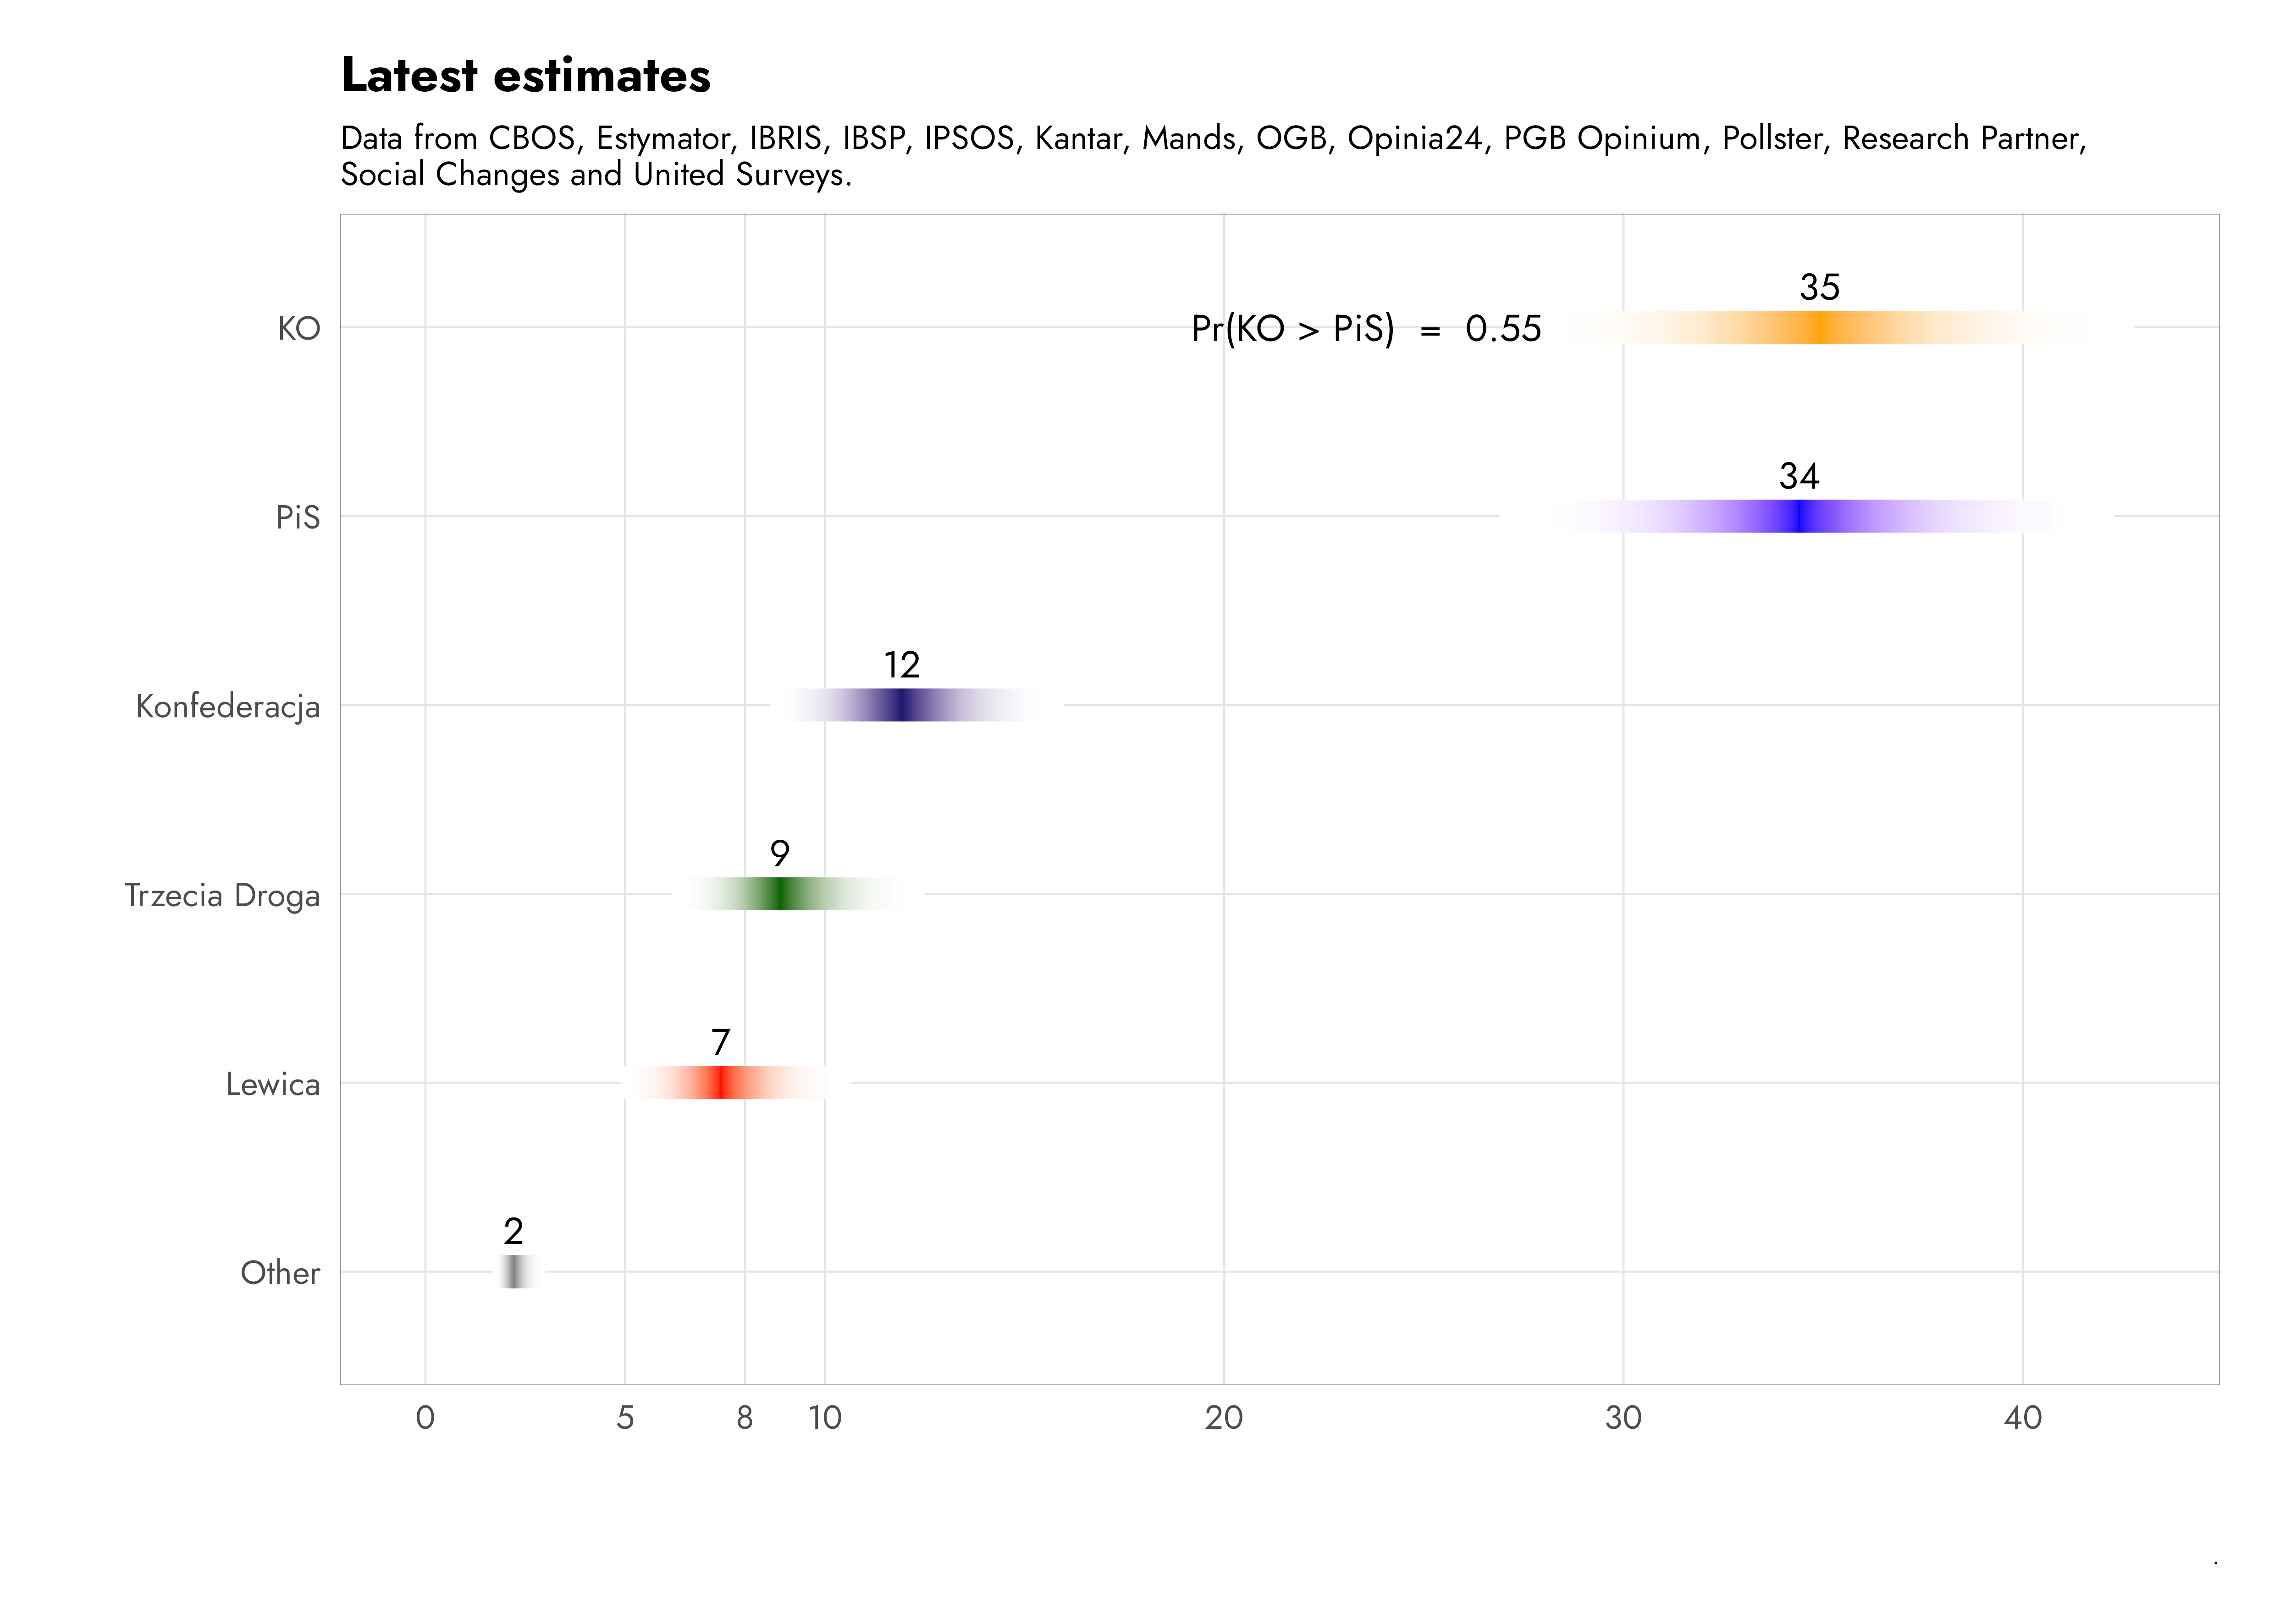 Latest estimates
Data from CBOS, Estymator, IBRIS, IBSP, IPSOS, Kantar, Mands, OGB, Opinia24, PGB Opinium, Pollster, Research Partner,
Social Changes and United Surveys.
35
KO
Pr(KO > PiS) = 0.55
34
PiS
12
Konfederacja
9
Trzecia Droga
7
Lewica
2
Other
0 5 8 10 20 30 40
.